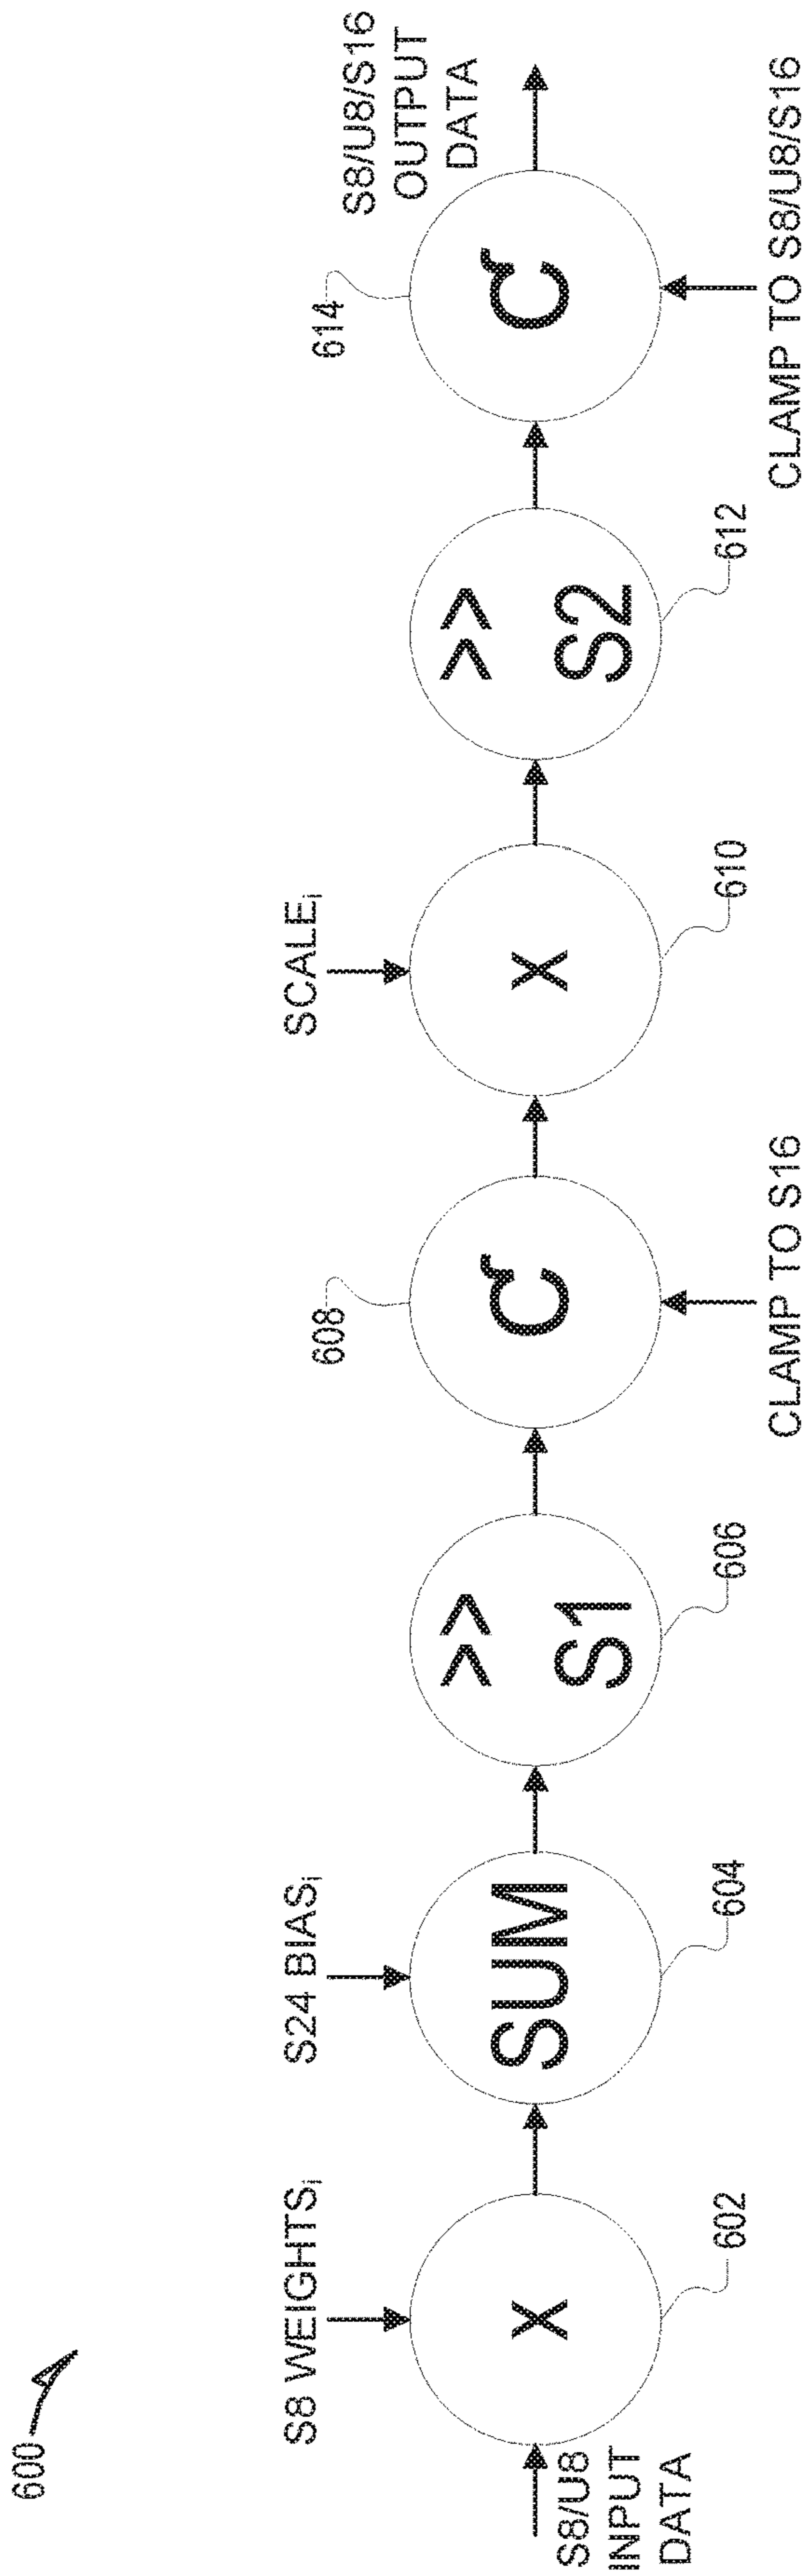 600
S8/U8
INPUT
DATA
S8 WEIGHTSᵢ
X
602
S24 BIASᵢ
SUM
604
>>
S1
606
608
Ƈ
CLAMP TO S16
SCALEᵢ
X
610
>>
S2
612
614
Ƈ
CLAMP TO S8/U8/S16
S8/U8/S16
OUTPUT
DATA